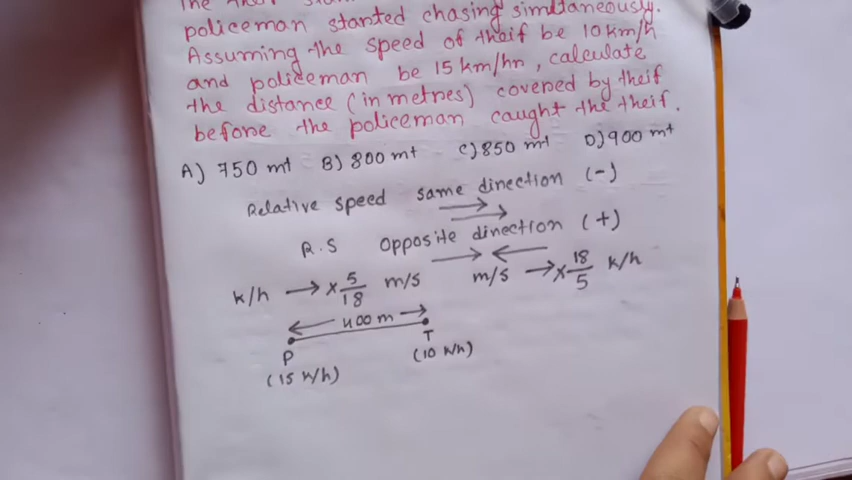 policeman started chasing simultaneously.
Assuming the speed of theif be 10 km/h
and policeman be 15 km/hr, calculate
the distance (in metres) covered by theif
before the policeman caught the theif.
A) 750 mt B) 800 mt C) 850 mt D) 900 mt
Relative speed same direction (-)
R.S opposite direction (+)
k/h → × 5/18 m/s m/s → × 18/5 k/h
400 m
P T
(15 k/h) (10 k/h)